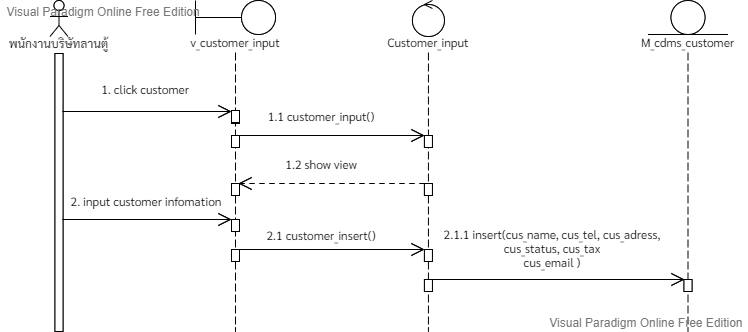 Visual Paradigm Online Free Edition
พนักงานบริษัทลานตู้
v_customer_input
Customer_input
M_cdms_customer
1. click customer
1.1 customer_input()
1.2 show view
2. input customer infomation
2.1 customer_insert()
2.1.1 insert(cus_name, cus_tel, cus_adress,
cus_status, cus_tax
cus_email )
Visual Paradigm Online Free Edition